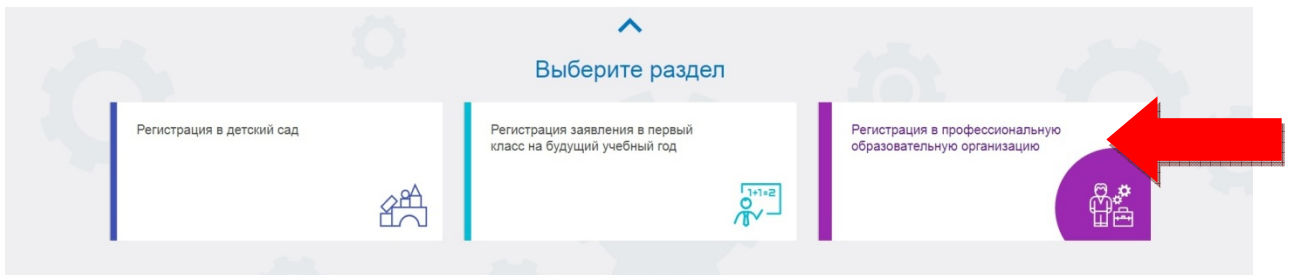 Выберите раздел
Регистрация в детский сад
Регистрация заявления в первый
класс на будущий учебный год
1+1=2
Регистрация в профессиональную
образовательную организацию